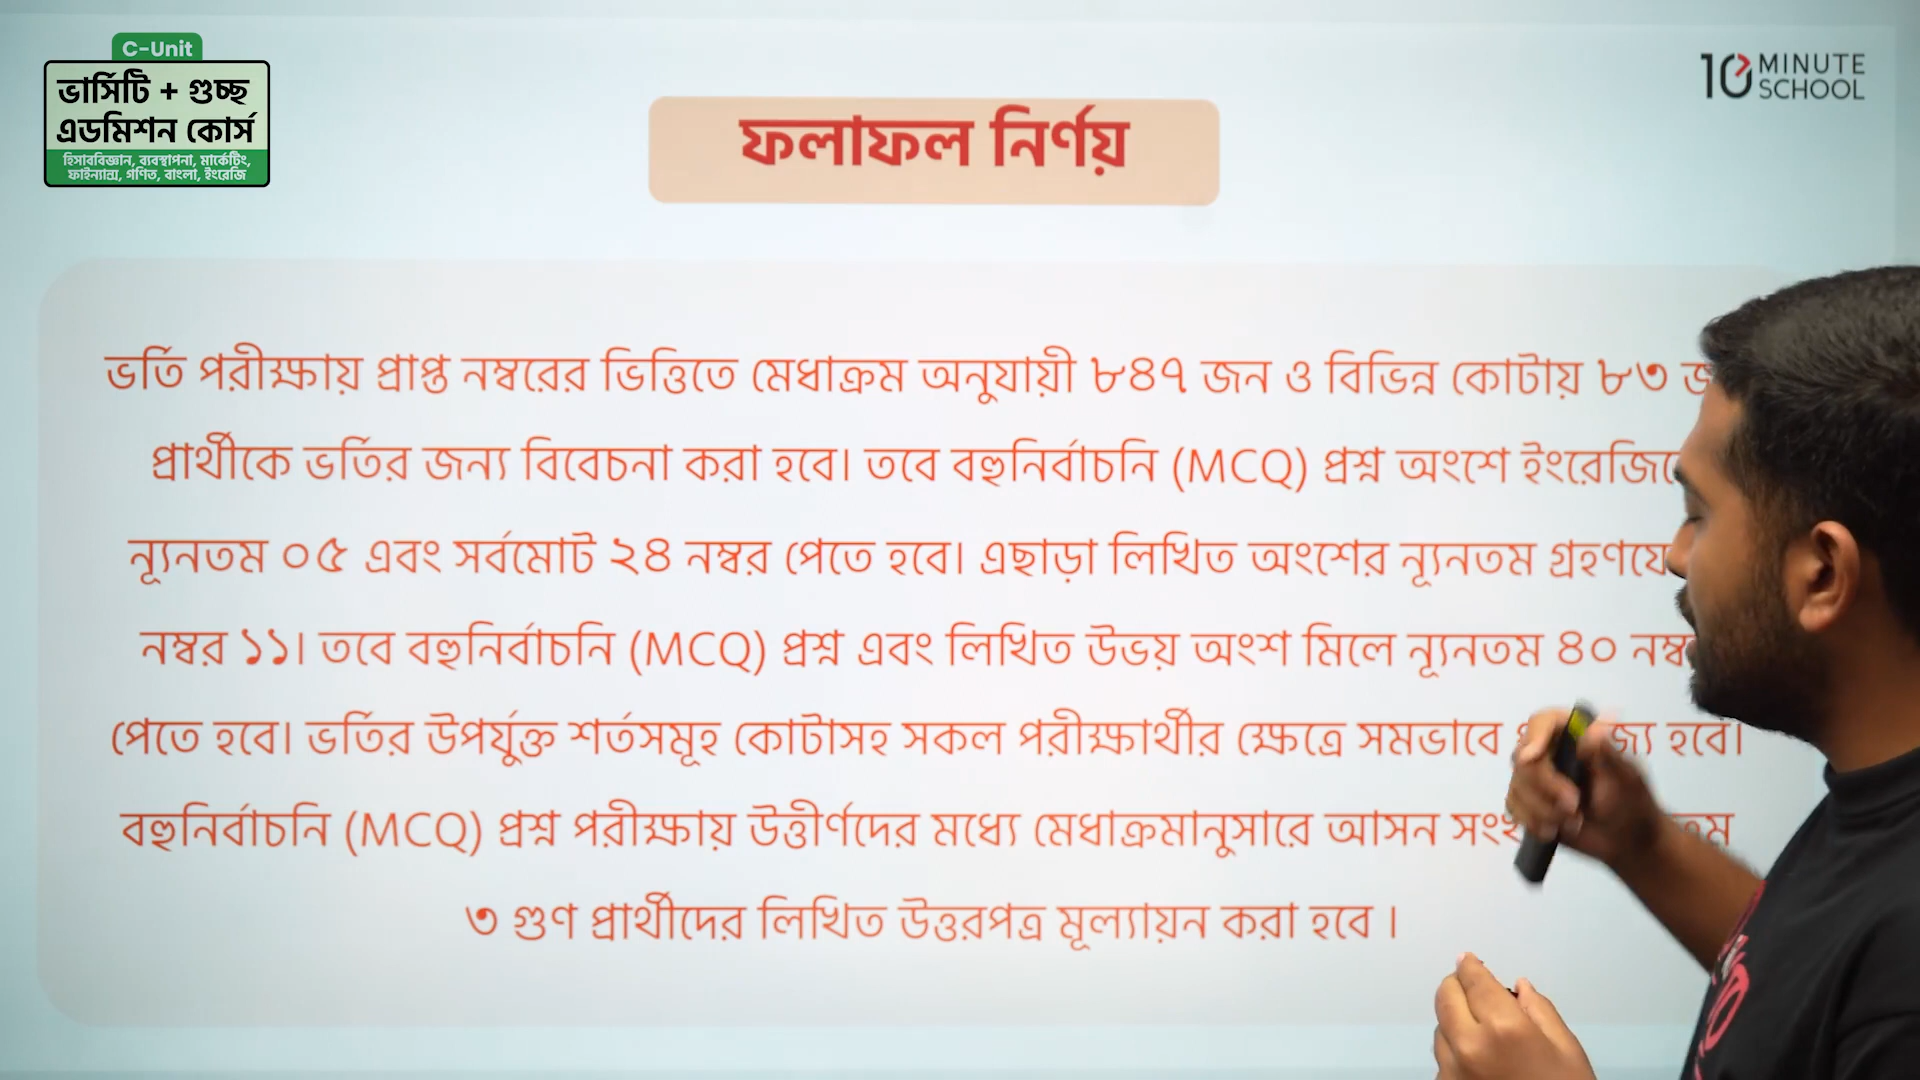 C-Unit
ভার্সিটি + গুচ্ছ
এডমিশন কোর্স
হিসাববিজ্ঞান, ব্যবস্থাপনা, মার্কেটিং,
ফাইন্যান্স, গণিত, বাংলা, ইংরেজি
10 MINUTE
SCHOOL
ফলাফল নির্ণয়
ভর্তি পরীক্ষায় প্রাপ্ত নম্বরের ভিত্তিতে মেধাক্রম অনুযায়ী ৮৪৭ জন ও বিভিন্ন কোটায় ৮৩
প্রার্থীকে ভর্তির জন্য বিবেচনা করা হবে। তবে বহুনির্বাচনি (MCQ) প্রশ্ন অংশে
ন্যূনতম ০৫ এবং সর্বমোট ২৪ নম্বর পেতে হবে। এছাড়া লিখিত অংশের ন্যূনতম
নম্বর ১১। তবে বহুনির্বাচনি (MCQ) প্রশ্ন এবং লিখিত উভয় অংশ মিলে ন্যূনতম ৪০
পেতে হবে। ভর্তির উপর্যুক্ত শর্তসমূহ কোটাসহ সকল পরীক্ষার্থীর ক্ষেত্রে সমভাবে হবে।
বহুনির্বাচনি (MCQ) প্রশ্ন পরীক্ষায় উত্তীর্ণদের মধ্যে মেধাক্রমানুসারে আসন
৩ গুণ প্রার্থীদের লিখিত উত্তরপত্র মূল্যায়ন করা হবে ।